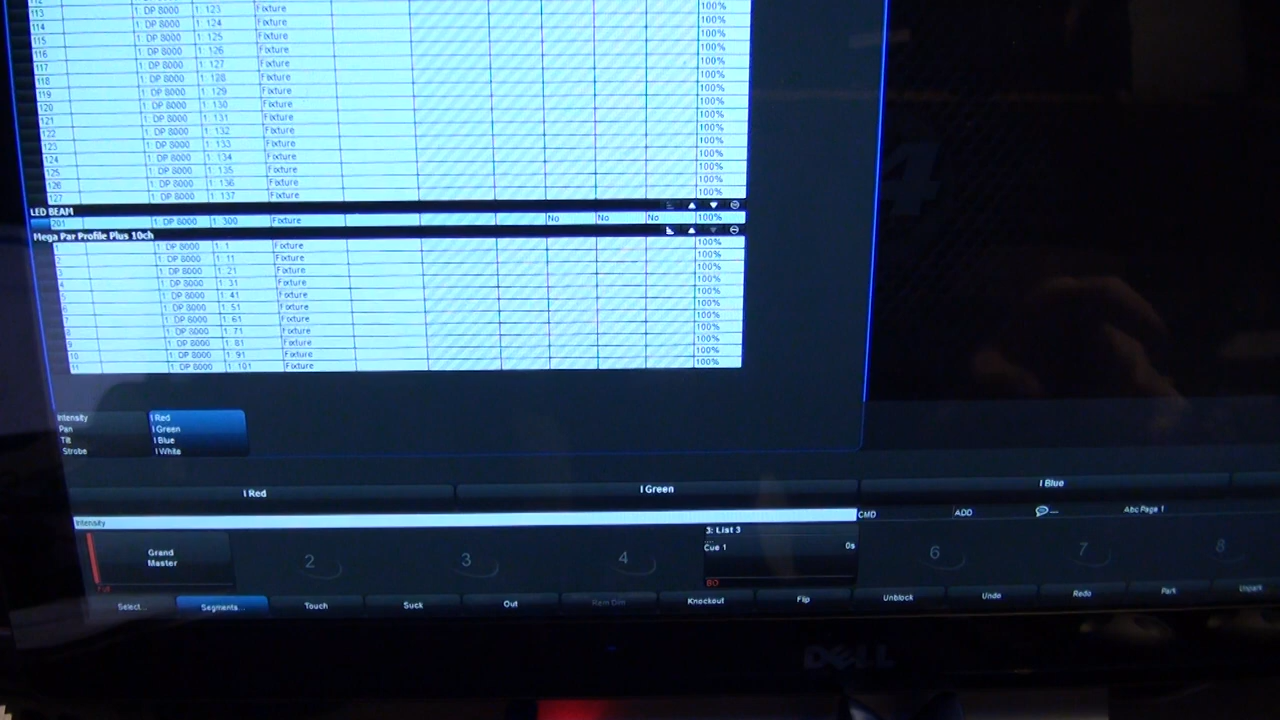 113 1: DP 8000 1: 123 Fixture 100%
114 1: DP 8000 1: 124 Fixture 100%
115 1: DP 8000 1: 125 Fixture 100%
116 1: DP 8000 1: 126 Fixture 100%
117 1: DP 8000 1: 127 Fixture 100%
118 1: DP 8000 1: 128 Fixture 100%
119 1: DP 8000 1: 129 Fixture 100%
120 1: DP 8000 1: 130 Fixture 100%
121 1: DP 8000 1: 131 Fixture 100%
122 1: DP 8000 1: 132 Fixture 100%
123 1: DP 8000 1: 133 Fixture 100%
124 1: DP 8000 1: 134 Fixture 100%
125 1: DP 8000 1: 135 Fixture 100%
126 1: DP 8000 1: 136 Fixture 100%
127 1: DP 8000 1: 137 Fixture 100%
LED BEAM
201 1: DP 8000 1: 300 Fixture No No No 100%
Mega Par Profile Plus 10ch
1 1: DP 8000 1: 1 Fixture 100%
2 1: DP 8000 1: 11 Fixture 100%
3 1: DP 8000 1: 21 Fixture 100%
4 1: DP 8000 1: 31 Fixture 100%
5 1: DP 8000 1: 41 Fixture 100%
6 1: DP 8000 1: 51 Fixture 100%
7 1: DP 8000 1: 61 Fixture 100%
8 1: DP 8000 1: 71 Fixture 100%
9 1: DP 8000 1: 81 Fixture 100%
10 1: DP 8000 1: 91 Fixture 100%
11 1: DP 8000 1: 101 Fixture 100%
4
Intensity I Red
Pan I Green
Tilt I Blue
Strobe I White
I Red I Green I Blue
Intensity CMD ADD Abc Page 1
Grand
Master
Full
2 3 4
3: List 3
Cue 1 0s
BO
6 7 8
Select... Segments... Touch Suck Out Rem Dim Knockout Flip Unblock Undo Redo Park Unpark
DELL